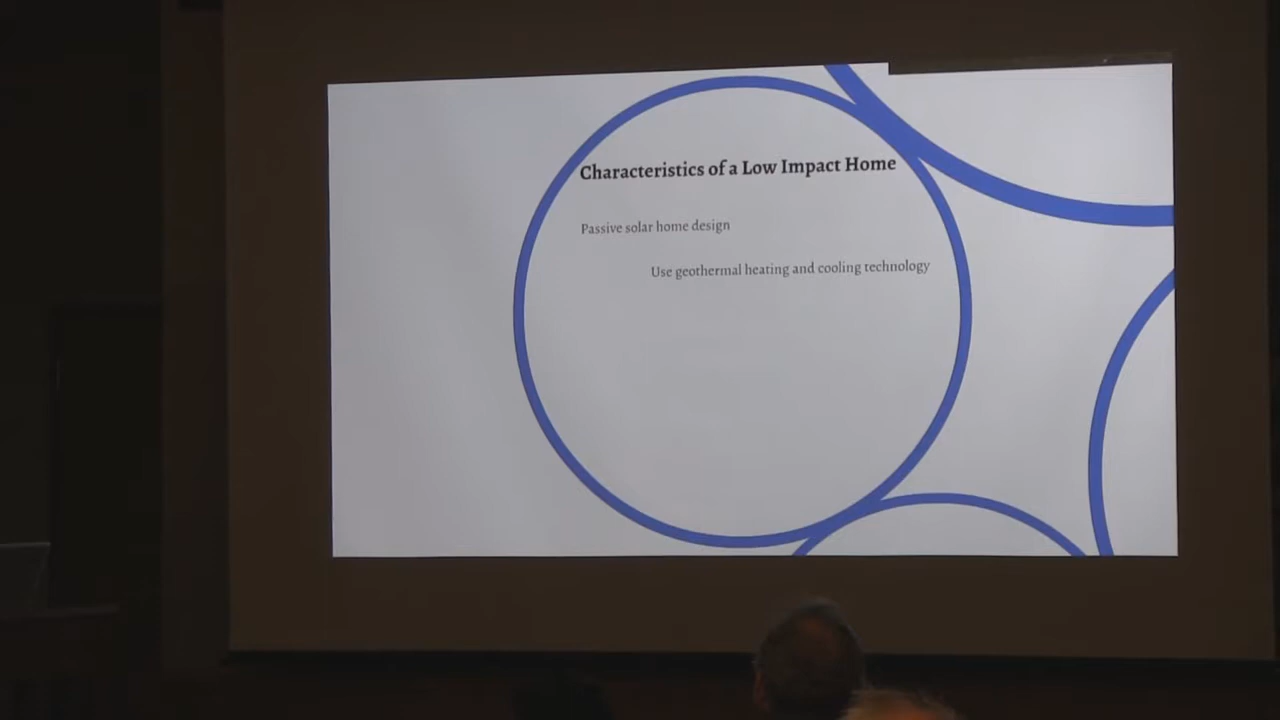 Characteristics of a Low Impact Home
Passive solar home design
Use geothermal heating and cooling technology